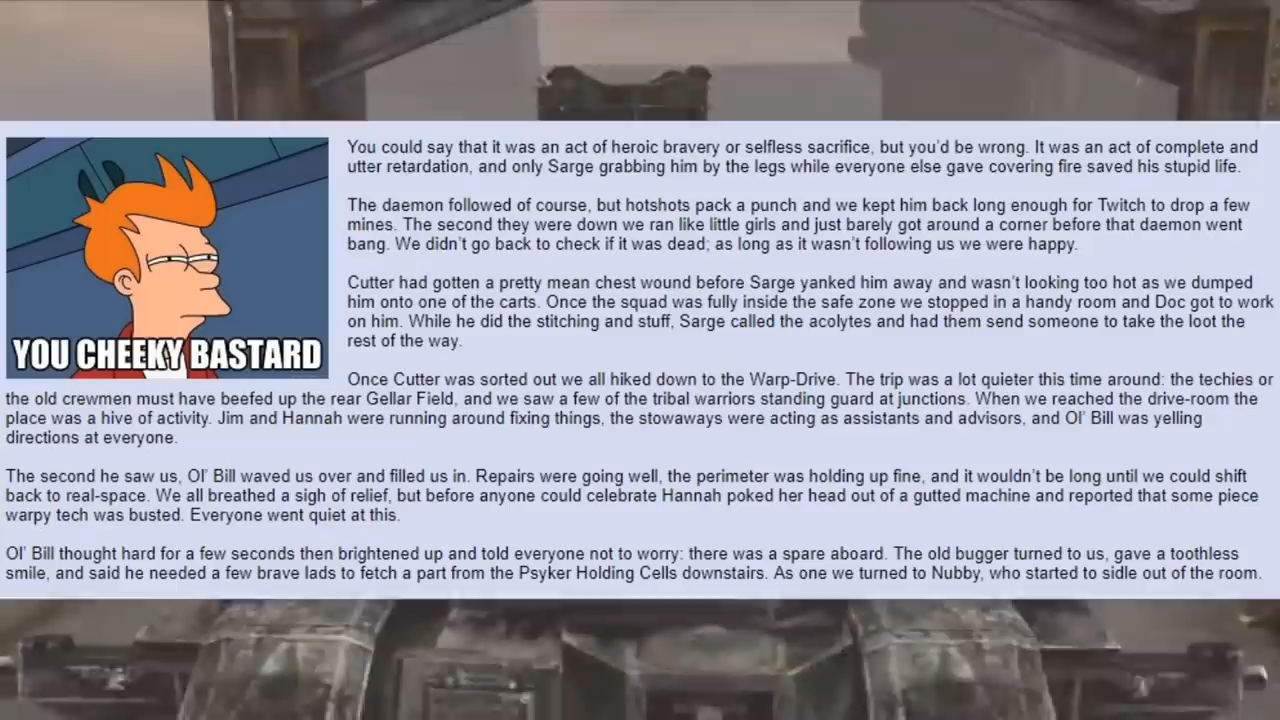 You could say that it was an act of heroic bravery or selfless sacrifice, but you'd be wrong. It was an act of complete and
utter retardation, and only Sarge grabbing him by the legs while everyone else gave covering fire saved his stupid life.
The daemon followed of course, but hotshots pack a punch and we kept him back long enough for Twitch to drop a few
mines. The second they were down we ran like little girls and just barely got around a corner before that daemon went
bang. We didn't go back to check if it was dead; as long as it wasn't following us we were happy.
Cutter had gotten a pretty mean chest wound before Sarge yanked him away and wasn't looking too hot as we dumped
him onto one of the carts. Once the squad was fully inside the safe zone we stopped in a handy room and Doc got to work
on him. While he did the stitching and stuff, Sarge called the acolytes and had them send someone to take the loot the
rest of the way.
YOU CHEEKY BASTARD
Once Cutter was sorted out we all hiked down to the Warp-Drive. The trip was a lot quieter this time around: the techies or
the old crewmen must have beefed up the rear Gellar Field, and we saw a few of the tribal warriors standing guard at junctions. When we reached the drive-room the
place was a hive of activity. Jim and Hannah were running around fixing things, the stowaways were acting as assistants and advisors, and Ol' Bill was yelling
directions at everyone.
The second he saw us, Ol' Bill waved us over and filled us in. Repairs were going well, the perimeter was holding up fine, and it wouldn't be long until we could shift
back to real-space. We all breathed a sigh of relief, but before anyone could celebrate Hannah poked her head out of a gutted machine and reported that some piece
warpy tech was busted. Everyone went quiet at this.
Ol' Bill thought hard for a few seconds then brightened up and told everyone not to worry: there was a spare aboard. The old bugger turned to us, gave a toothless
smile, and said he needed a few brave lads to fetch a part from the Psyker Holding Cells downstairs. As one we turned to Nubby, who started to sidle out of the room.